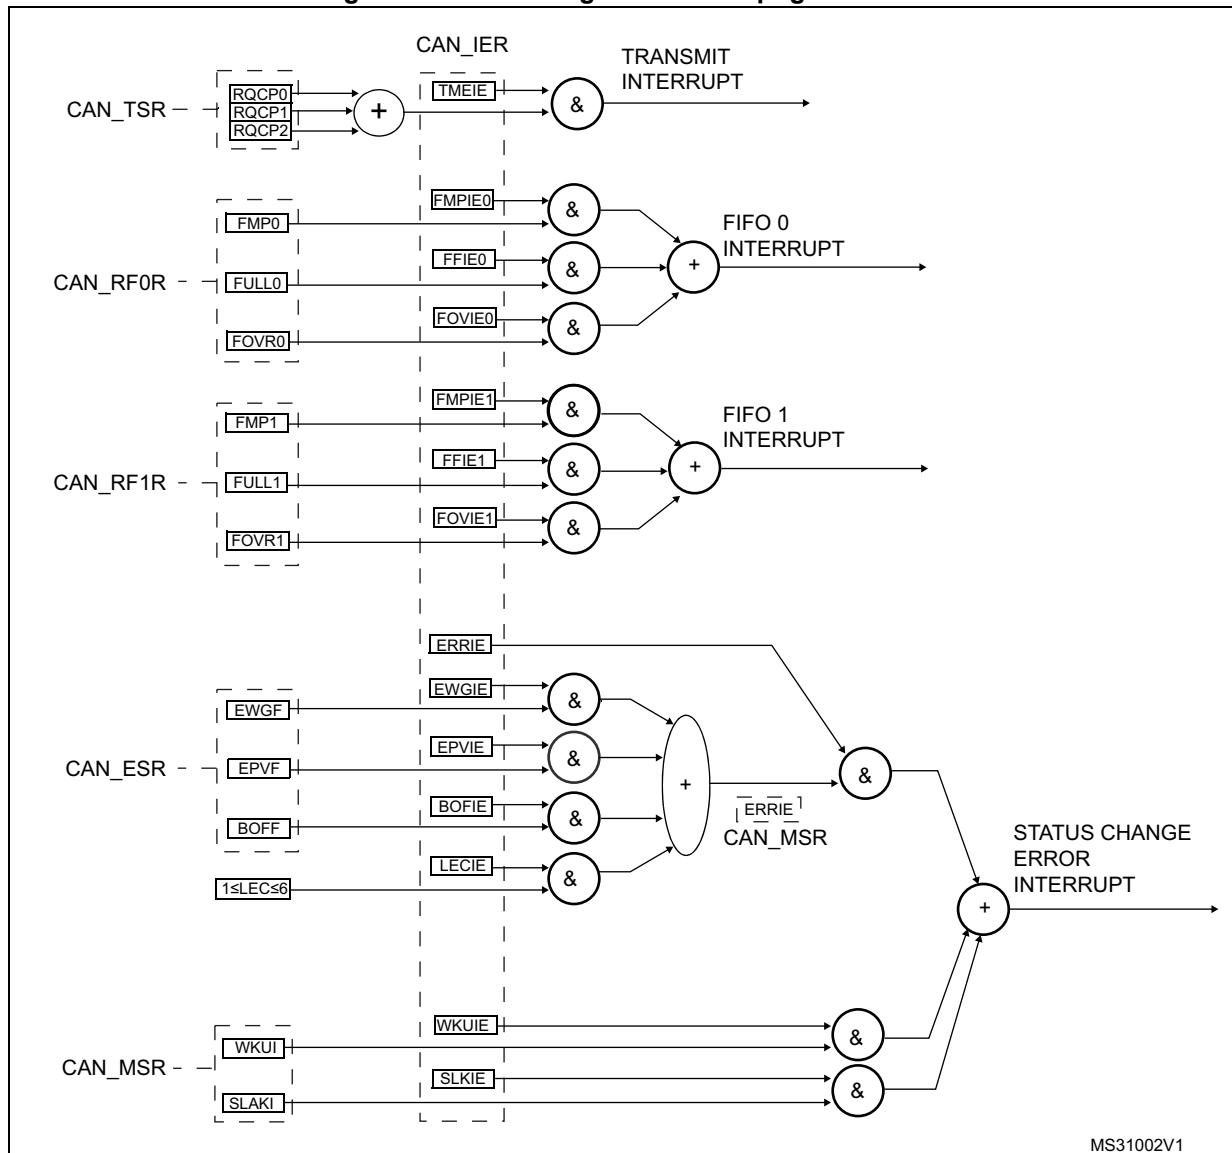 CAN_IER
TRANSMIT
INTERRUPT
CAN_TSR
RQCP0
RQCP1
RQCP2
+
TMEIE
&
CAN_RF0R
FMP0
FULL0
FOVR0
FMPIE0
FFIE0
FOVIE0
&
&
&
+
FIFO 0
INTERRUPT
CAN_RF1R
FMP1
FULL1
FOVR1
FMPIE1
FFIE1
FOVIE1
&
&
&
+
FIFO 1
INTERRUPT
ERRIE
CAN_ESR
EWGF
EPVF
BOFF
1≤LEC≤6
EWGIE
EPVIE
BOFIE
LECIE
&
&
&
&
+
ERRIE
CAN_MSR
&
STATUS CHANGE
ERROR
INTERRUPT
+
CAN_MSR
WKUI
SLAKI
WKUIE
SLKIE
&
&
MS31002V1